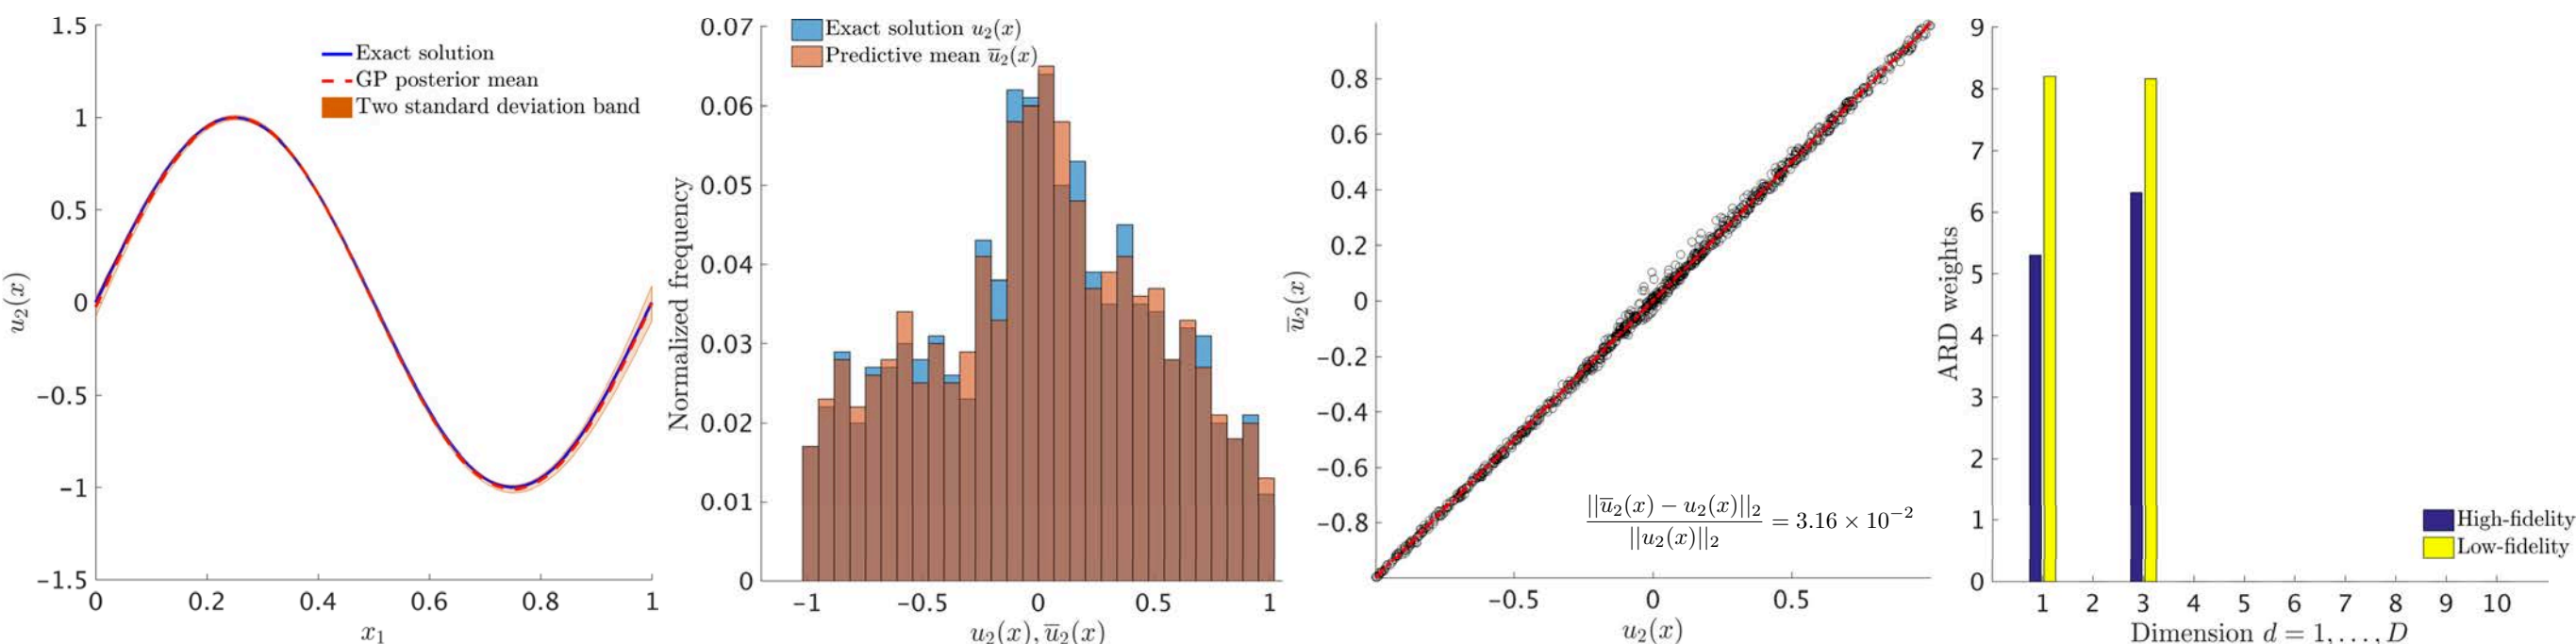 1.5
1
0.5
0
−0.5
−1
−1.5
0 0.2 0.4 0.6 0.8 1
x₁
u₂(x)
Exact solution
GP posterior mean
Two standard deviation band
0.07
0.06
0.05
0.04
0.03
0.02
0.01
0
−1 −0.5 0 0.5 1
u₂(x), u̅₂(x)
Normalized frequency
Exact solution u₂(x)
Predictive mean u̅₂(x)
0.8
0.6
0.4
0.2
0
−0.2
−0.4
−0.6
−0.8
−0.5 0 0.5
u₂(x)
u̅₂(x)
||u̅₂(x) − u₂(x)||₂
/ ||u₂(x)||₂ = 3.16 × 10⁻²
9
8
7
6
5
4
3
2
1
0
1 2 3 4 5 6 7 8 9 10
Dimension d = 1, . . . , D
ARD weights
High-fidelity
Low-fidelity